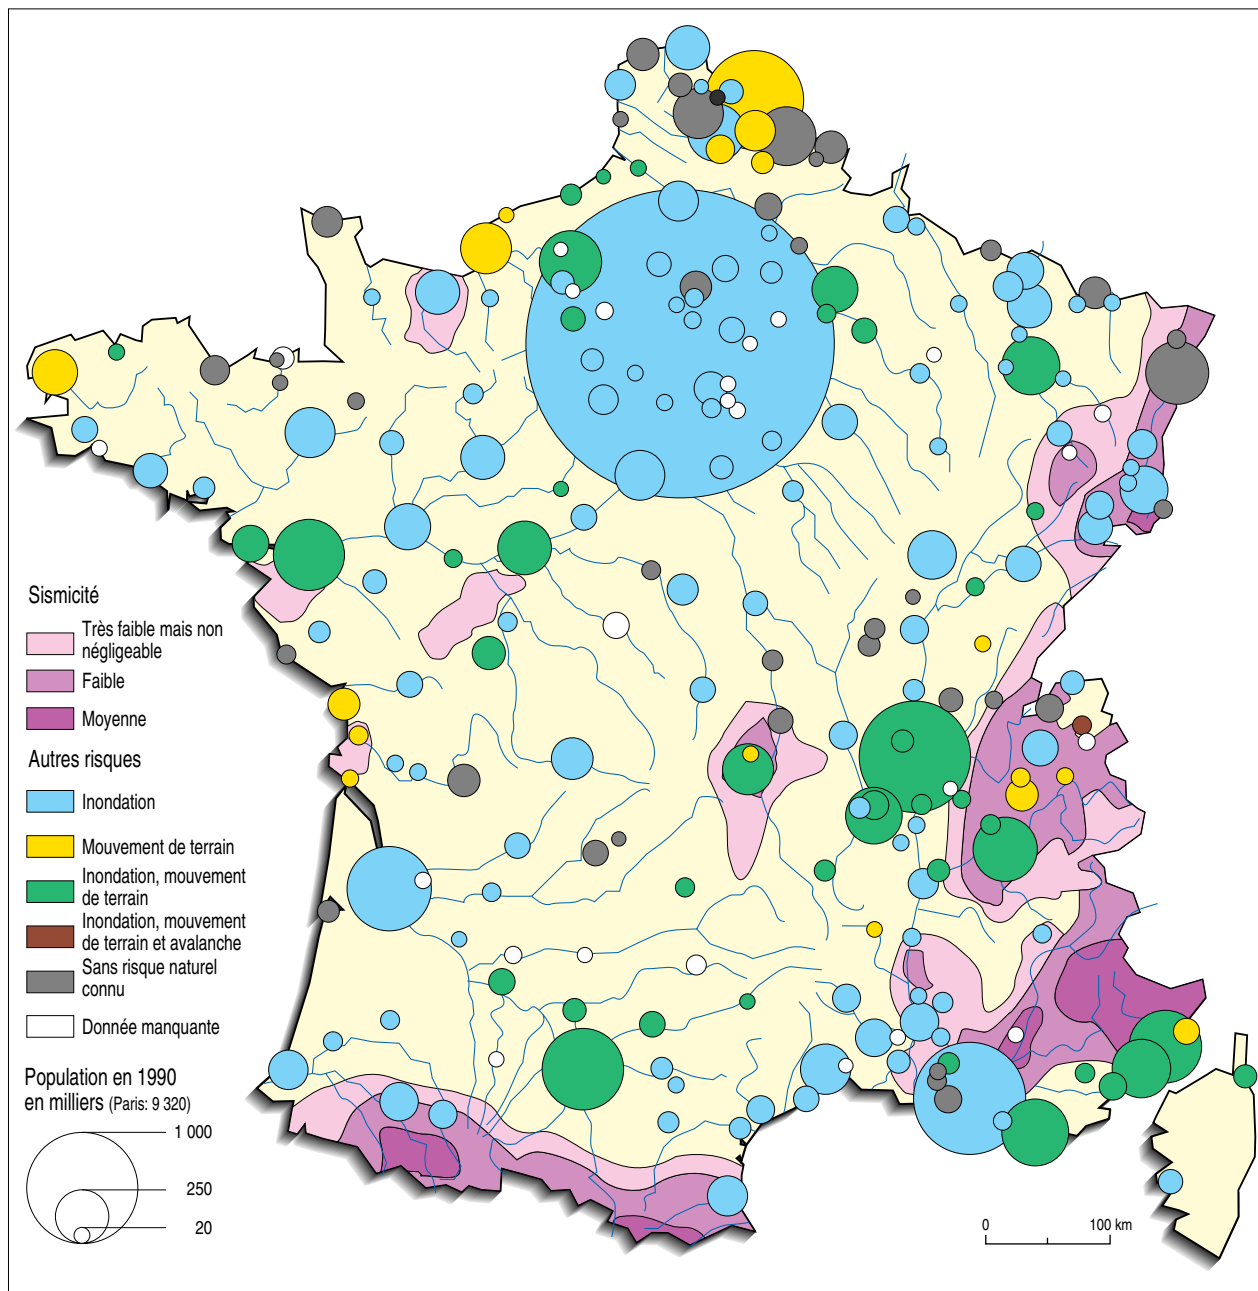 Sismicité
Très faible mais non
négligeable
Faible
Moyenne
Autres risques
Inondation
Mouvement de terrain
Inondation, mouvement
de terrain
Inondation, mouvement
de terrain et avalanche
Sans risque naturel
connu
Donnée manquante
Population en 1990
en milliers (Paris: 9 320)
1 000
250
20
0 100 km